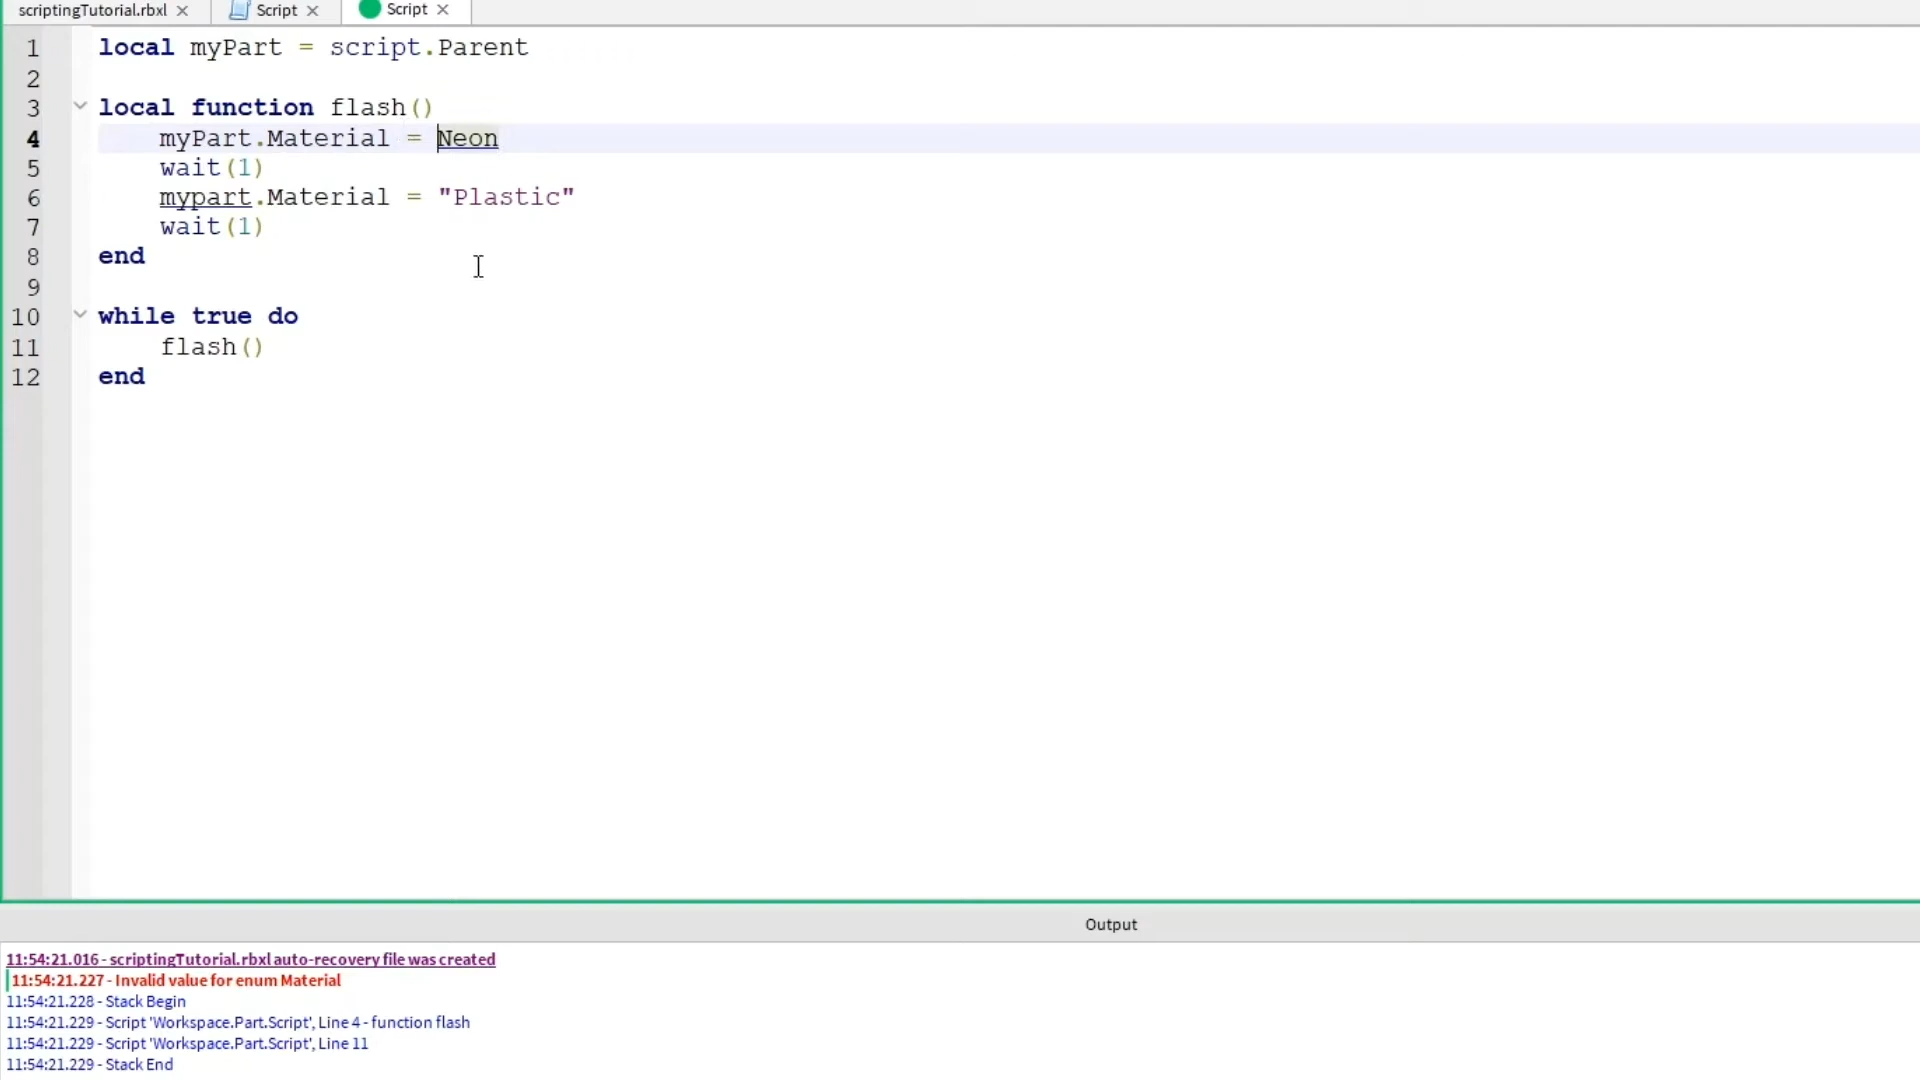 scriptingTutorial.rbxl × Script × Script ×
1 local myPart = script.Parent
2
3 local function flash()
4 myPart.Material = Neon
5 wait(1)
6 mypart.Material = "Plastic"
7 wait(1)
8 end
9
10 while true do
11 flash()
12 end
Output
11:54:21.016 - scriptingTutorial.rbxl auto-recovery file was created
11:54:21.227 - Invalid value for enum Material
11:54:21.228 - Stack Begin
11:54:21.229 - Script 'Workspace.Part.Script', Line 4 - function flash
11:54:21.229 - Script 'Workspace.Part.Script', Line 11
11:54:21.229 - Stack End